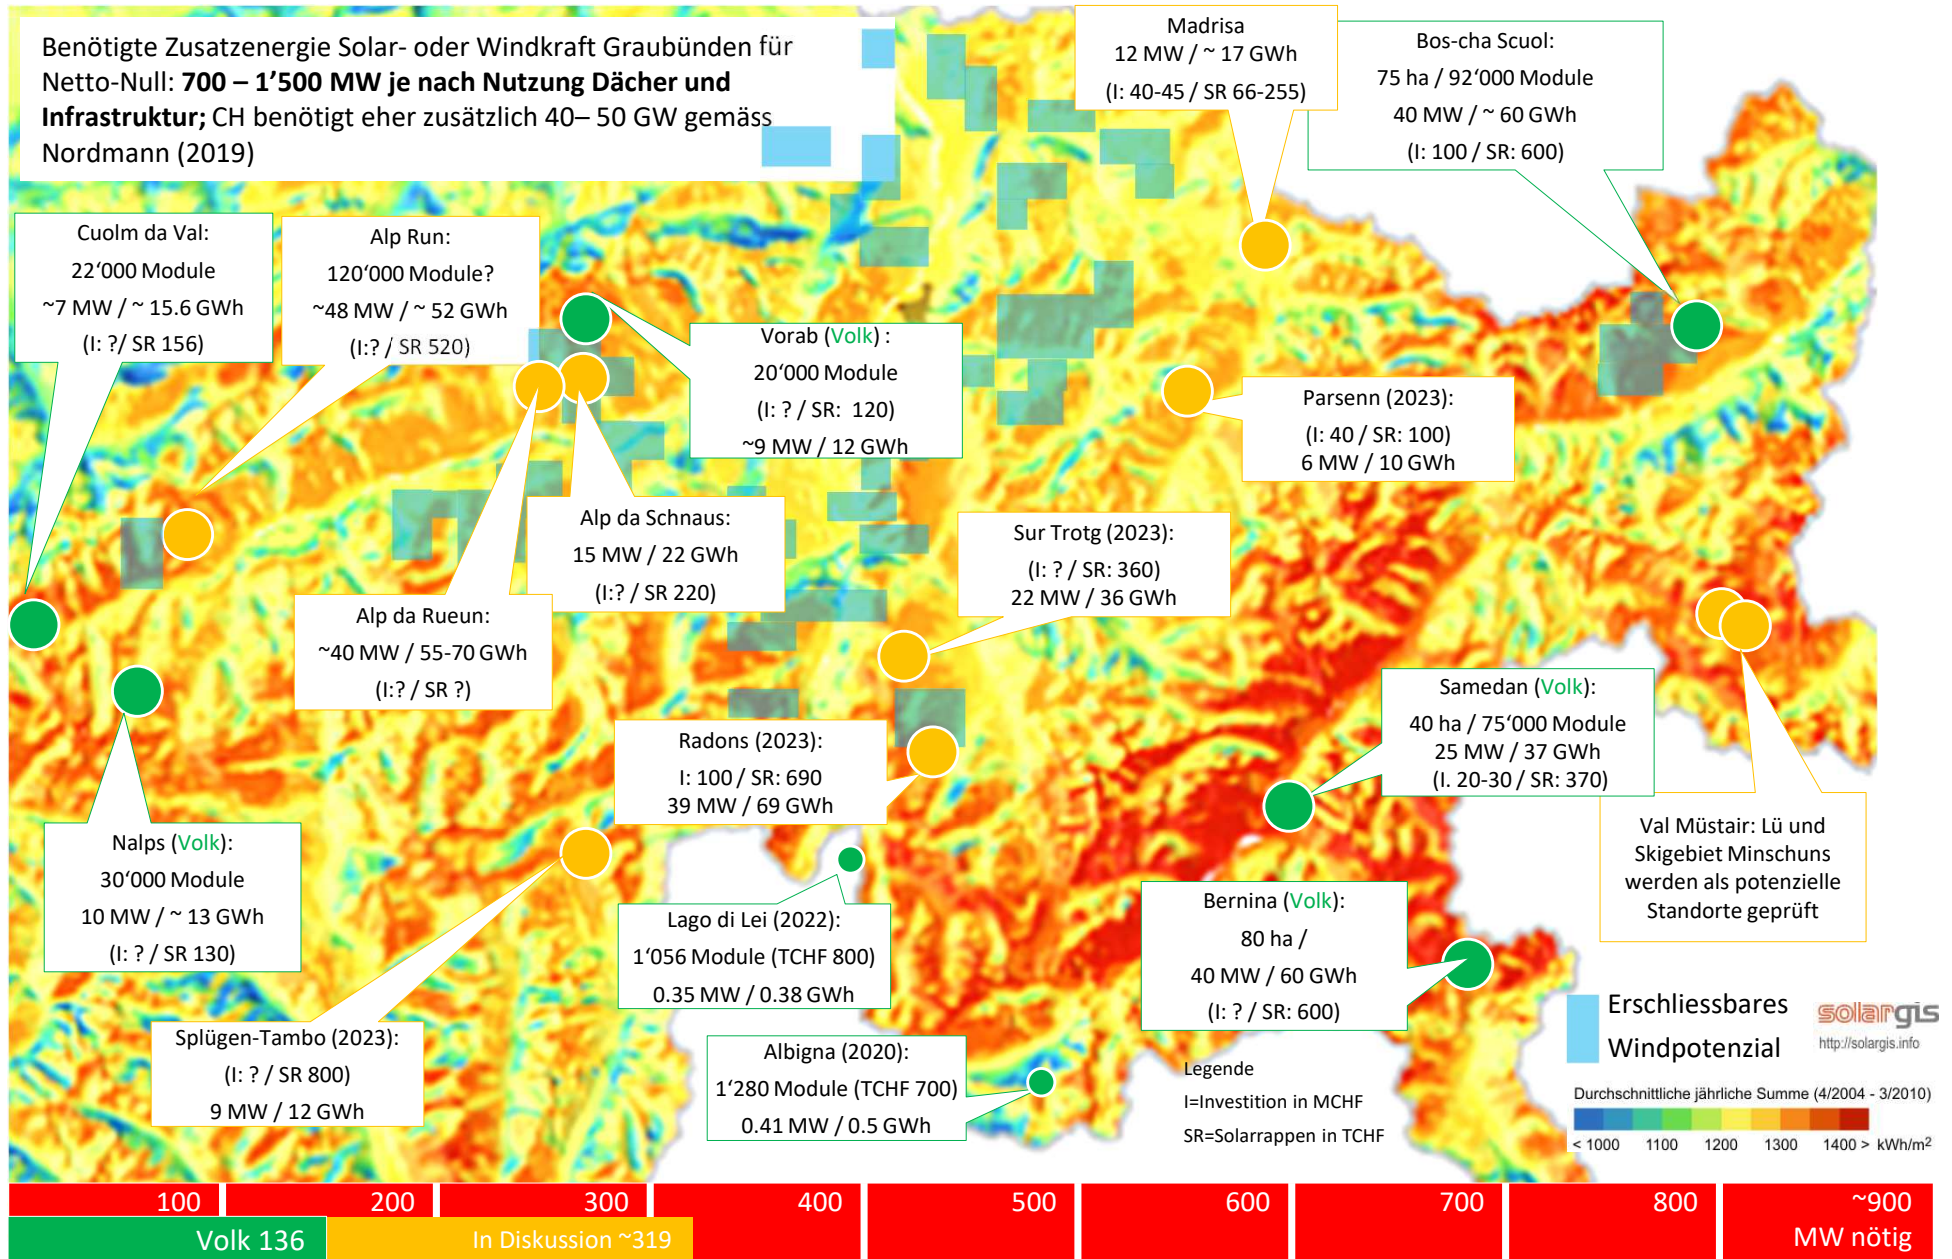 Benötigte Zusatzenergie Solar- oder Windkraft Graubünden für
Netto-Null: 700 – 1’500 MW je nach Nutzung Dächer und
Infrastruktur; CH benötigt eher zusätzlich 40– 50 GW gemäss
Nordmann (2019)
Madrisa
12 MW / ~ 17 GWh
(I: 40-45 / SR 66-255)
Bos-cha Scuol:
75 ha / 92‘000 Module
40 MW / ~ 60 GWh
(I: 100 / SR: 600)
Cuolm da Val:
22‘000 Module
~7 MW / ~ 15.6 GWh
(I: ?/ SR 156)
Alp Run:
120‘000 Module?
~48 MW / ~ 52 GWh
(I:? / SR 520)
Vorab (Volk) :
20‘000 Module
(I: ? / SR: 120)
~9 MW / 12 GWh
Parsenn (2023):
(I: 40 / SR: 100)
6 MW / 10 GWh
Alp da Schnaus:
15 MW / 22 GWh
(I:? / SR 220)
Sur Trotg (2023):
(I: ? / SR: 360)
22 MW / 36 GWh
Alp da Rueun:
~40 MW / 55-70 GWh
(I:? / SR ?)
Samedan (Volk):
40 ha / 75‘000 Module
25 MW / 37 GWh
(I. 20-30 / SR: 370)
Radons (2023):
I: 100 / SR: 690
39 MW / 69 GWh
Val Müstair: Lü und
Skigebiet Minschuns
werden als potenzielle
Standorte geprüft
Nalps (Volk):
30‘000 Module
10 MW / ~ 13 GWh
(I: ? / SR 130)
Lago di Lei (2022):
1‘056 Module (TCHF 800)
0.35 MW / 0.38 GWh
Bernina (Volk):
80 ha /
40 MW / 60 GWh
(I: ? / SR: 600)
Splügen-Tambo (2023):
(I: ? / SR 800)
9 MW / 12 GWh
Albigna (2020):
1‘280 Module (TCHF 700)
0.41 MW / 0.5 GWh
Legende
I=Investition in MCHF
SR=Solarrappen in TCHF
Erschliessbares
Windpotenzial
solargis
http://solargis.info
Durchschnittliche jährliche Summe (4/2004 - 3/2010)
< 1000 1100 1200 1300 1400 > kWh/m²
100 200 300 400 500 600 700 800 ~900
Volk 136 In Diskussion ~319 MW nötig